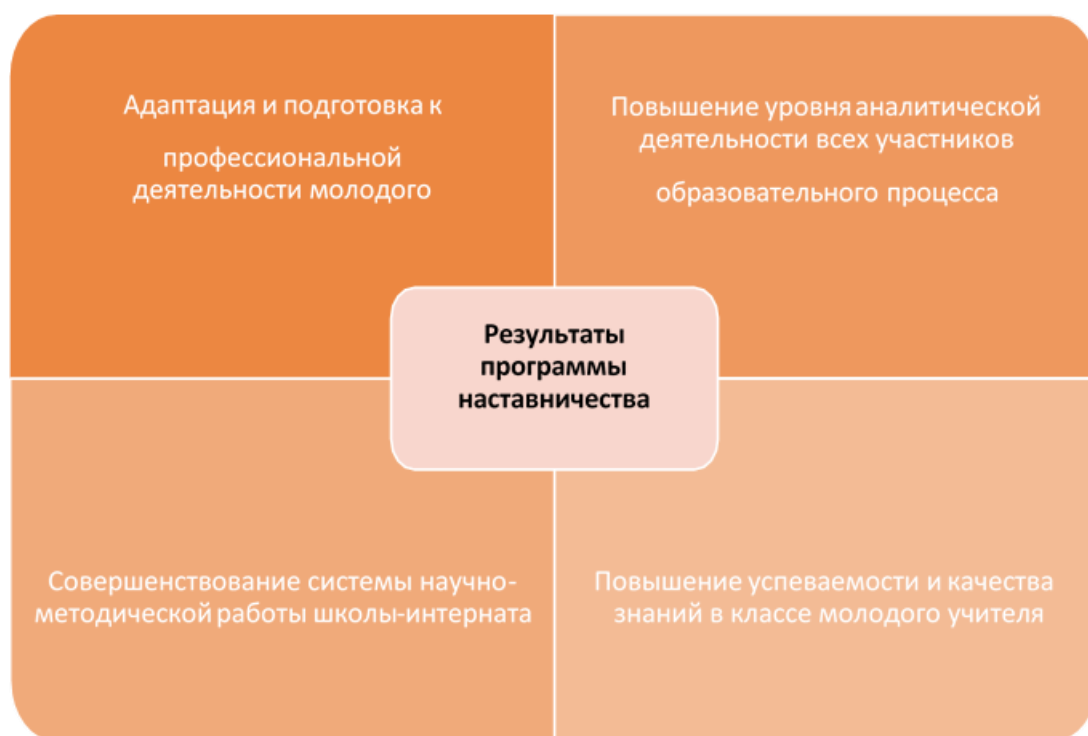 Адаптация и подготовка к
профессиональной
деятельности молодого
Повышение уровня аналитической
деятельности всех участников
образовательного процесса
Результаты
программы
наставничества
Совершенствование системы научно-
методической работы школы-интерната
Повышение успеваемости и качества
знаний в классе молодого учителя